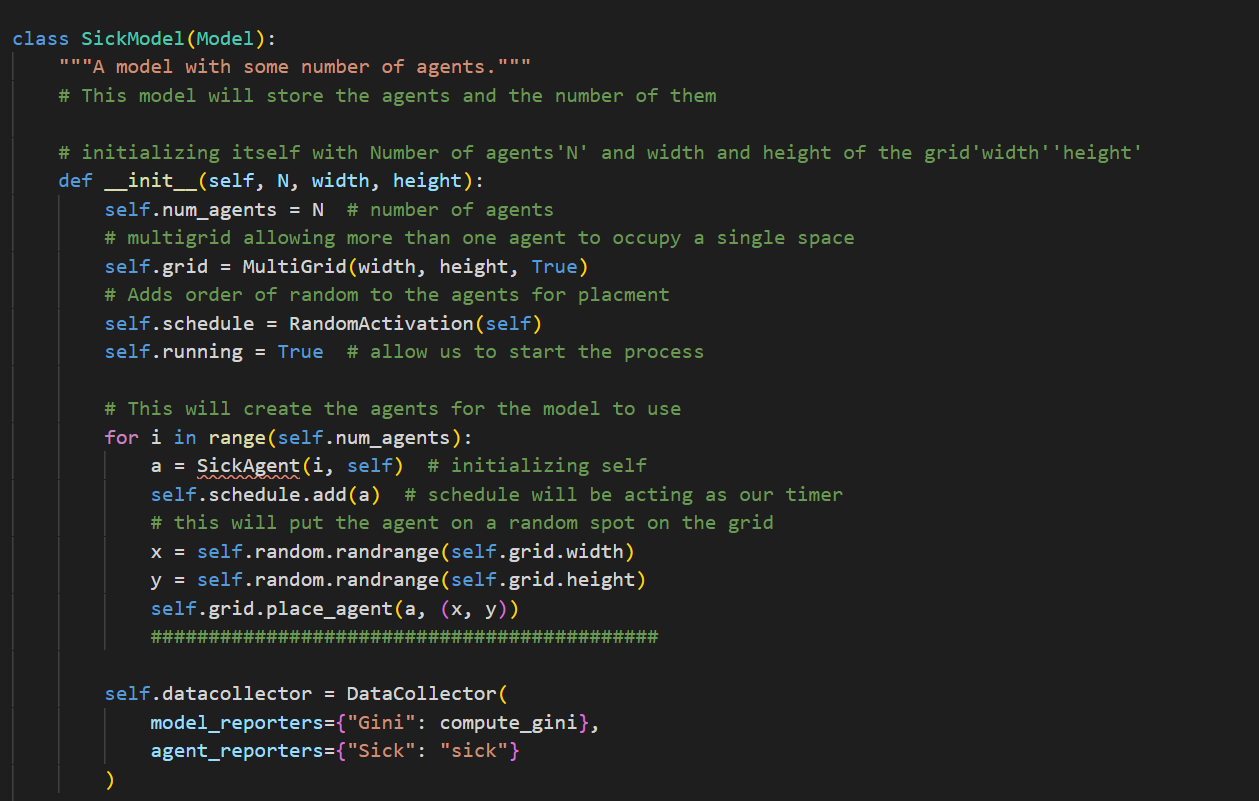 class SickModel(Model):
    """A model with some number of agents."""
    # This model will store the agents and the number of them

    # initializing itself with Number of agents'N' and width and height of the grid'width''height'
    def __init__(self, N, width, height):
        self.num_agents = N  # number of agents
        # multigrid allowing more than one agent to occupy a single space
        self.grid = MultiGrid(width, height, True)
        # Adds order of random to the agents for placment
        self.schedule = RandomActivation(self)
        self.running = True  # allow us to start the process

        # This will create the agents for the model to use
        for i in range(self.num_agents):
            a = SickAgent(i, self)  # initializing self
            self.schedule.add(a)  # schedule will be acting as our timer
            # this will put the agent on a random spot on the grid
            x = self.random.randrange(self.grid.width)
            y = self.random.randrange(self.grid.height)
            self.grid.place_agent(a, (x, y))
            ############################################

        self.datacollector = DataCollector(
            model_reporters={"Gini": compute_gini},
            agent_reporters={"Sick": "sick"}
        )